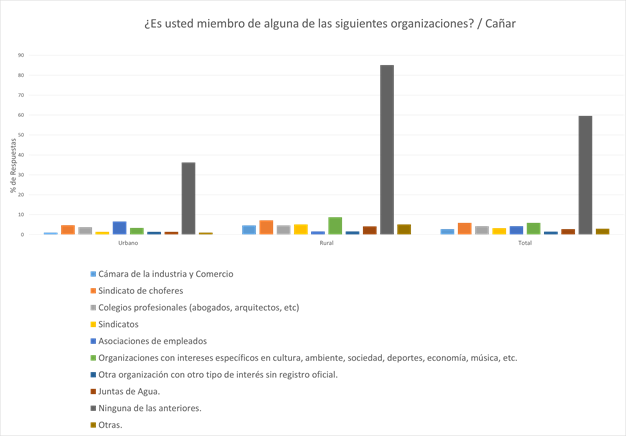 ¿Es usted miembro de alguna de las siguientes organizaciones? / Cañar
90
80
70
60
50
40
30
20
10
0
% de Respuestas
Urbano
Rural
Total
Cámara de la industria y Comercio
Sindicato de choferes
Colegios profesionales (abogados, arquitectos, etc)
Sindicatos
Asociaciones de empleados
Organizaciones con intereses específicos en cultura, ambiente, sociedad, deportes, economía, música, etc.
Otra organización con otro tipo de interés sin registro oficial.
Juntas de Agua.
Ninguna de las anteriores.
Otras.